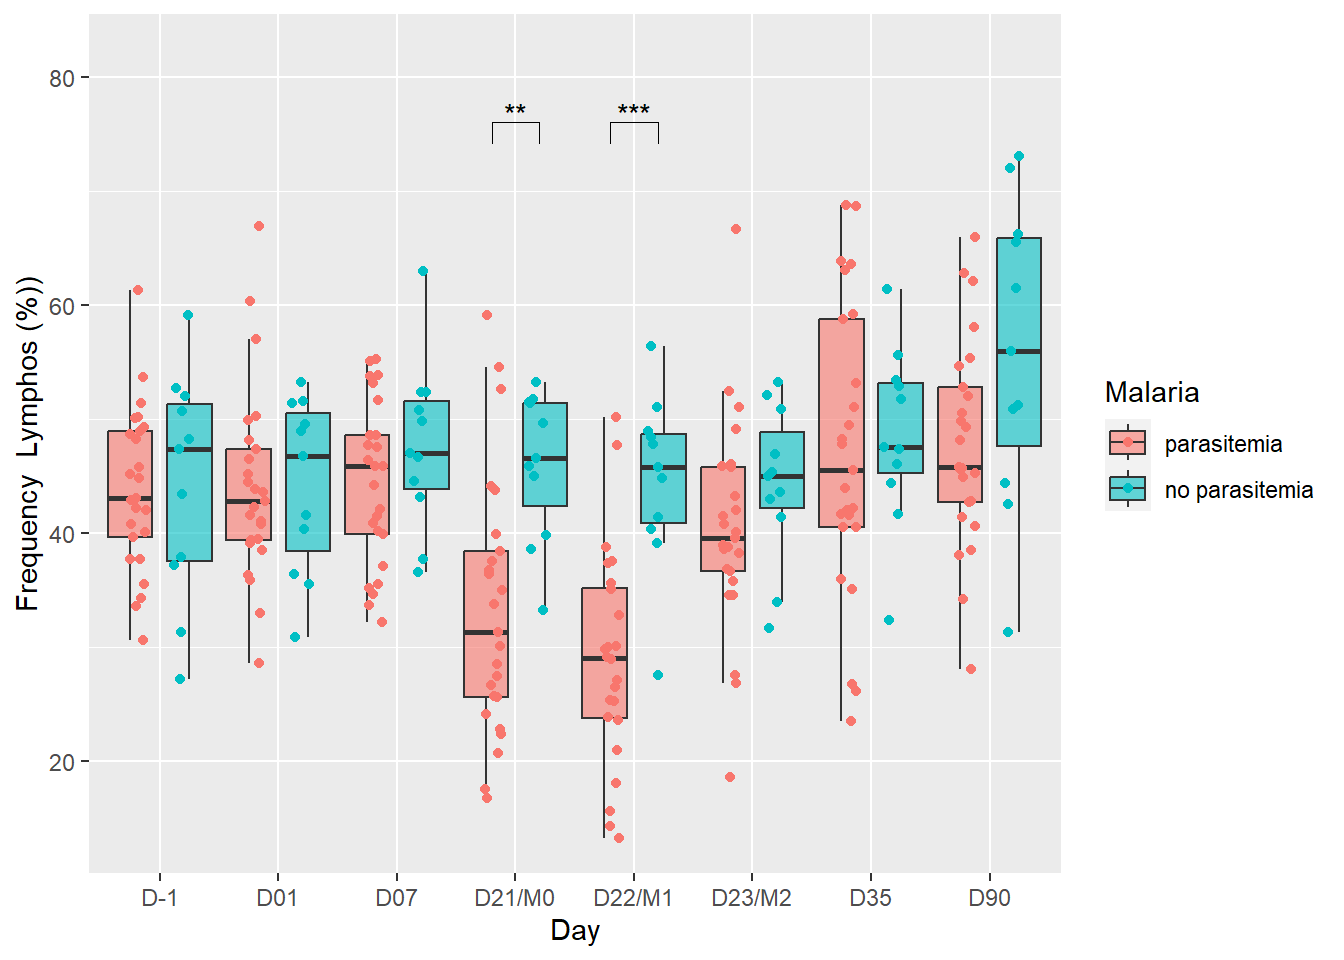 80
** ***
60
40
20
Frequency  Lymphos (%))
D-1 D01 D07 D21/M0 D22/M1 D23/M2 D35 D90
Day
Malaria
parasitemia
no parasitemia